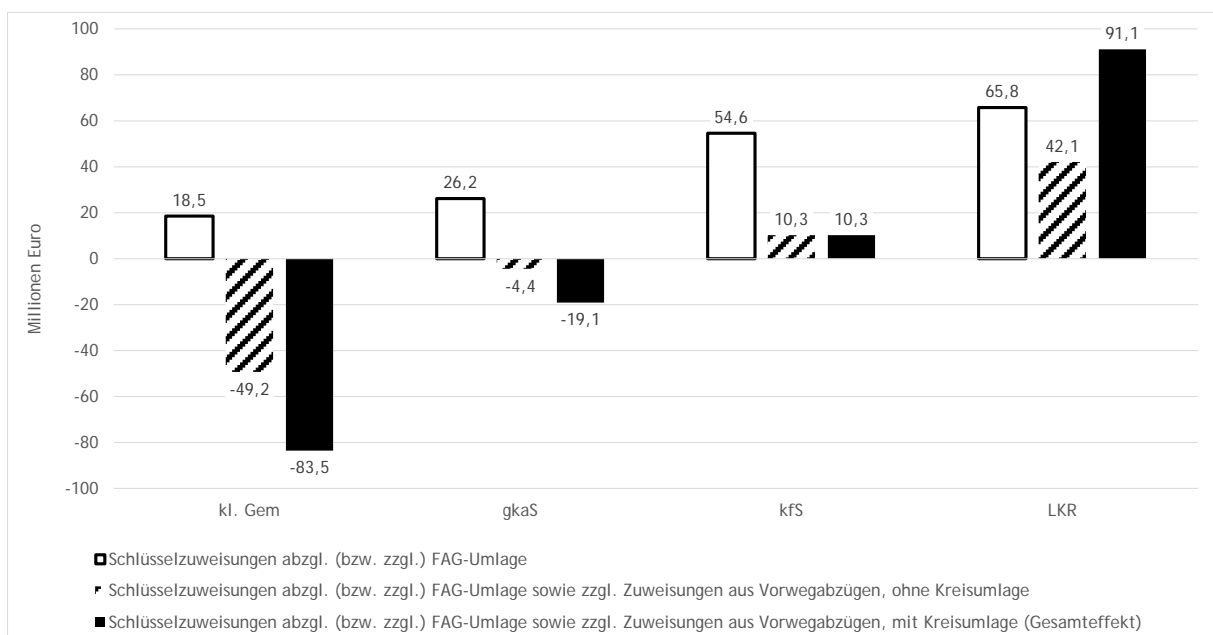 100
91,1
80
65,8
60
54,6
42,1
40
26,2
18,5
20
10,3
10,3
0
-4,4
-20
-19,1
-40
-49,2
-60
-80
-83,5
-100
Millionen Euro
kl. Gem
gkaS
kfS
LKR
Schlüsselzuweisungen abzgl. (bzw. zzgl.) FAG-Umlage
Schlüsselzuweisungen abzgl. (bzw. zzgl.) FAG-Umlage sowie zzgl. Zuweisungen aus Vorwegabzügen, ohne Kreisumlage
Schlüsselzuweisungen abzgl. (bzw. zzgl.) FAG-Umlage sowie zzgl. Zuweisungen aus Vorwegabzügen, mit Kreisumlage (Gesamteffekt)